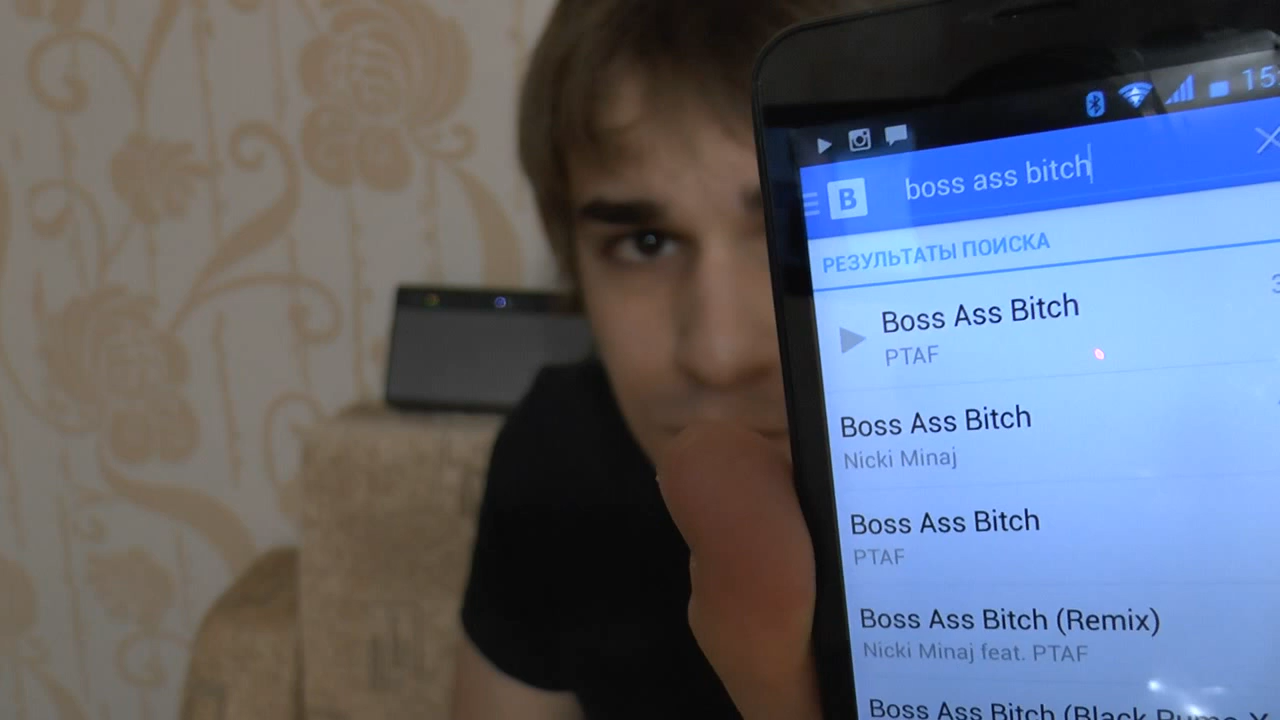 15:
B boss ass bitch
РЕЗУЛЬТАТЫ ПОИСКА
Boss Ass Bitch
PTAF
Boss Ass Bitch
Nicki Minaj
Boss Ass Bitch
PTAF
Boss Ass Bitch (Remix)
Nicki Minaj feat. PTAF
Boss Ass Bitch (Black